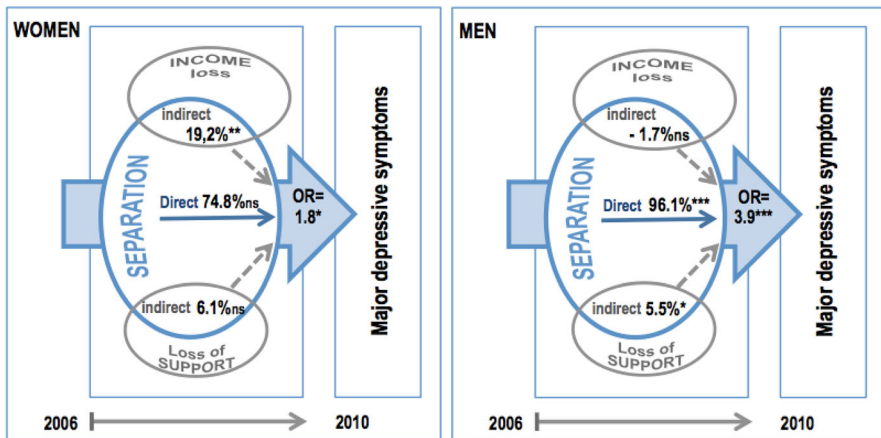 WOMEN
INCOME
loss
indirect
19,2%**
SEPARATION
Direct 74.8%ns
OR=
1.8*
indirect 6.1%ns
Loss of
SUPPORT
Major depressive symptoms
2006
2010
MEN
INCOME
loss
indirect
- 1.7%ns
SEPARATION
Direct 96.1%***
OR=
3.9***
indirect 5.5%*
Loss of
SUPPORT
Major depressive symptoms
2006
2010